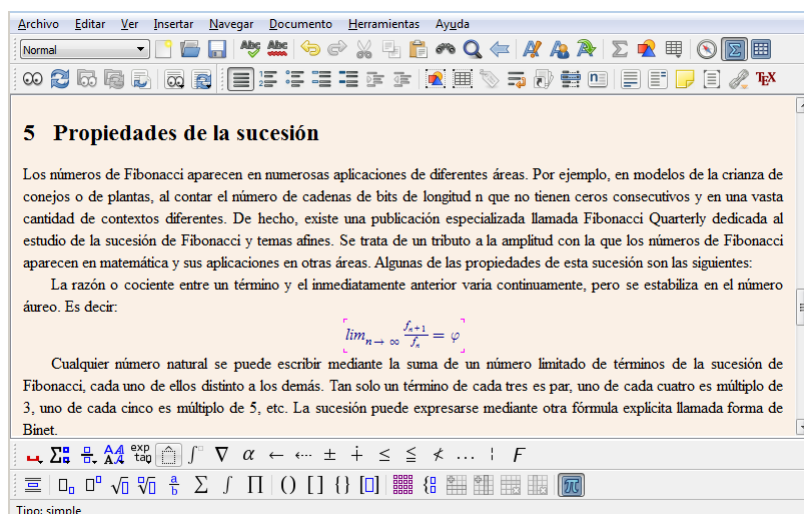 Archivo Editar Ver Insertar Navegar Documento Herramientas Ayuda
Normal
5 Propiedades de la sucesión
Los números de Fibonacci aparecen en numerosas aplicaciones de diferentes áreas. Por ejemplo, en modelos de la crianza de
conejos o de plantas, al contar el número de cadenas de bits de longitud n que no tienen ceros consecutivos y en una vasta
cantidad de contextos diferentes. De hecho, existe una publicación especializada llamada Fibonacci Quarterly dedicada al
estudio de la sucesión de Fibonacci y temas afines. Se trata de un tributo a la amplitud con la que los números de Fibonacci
aparecen en matemática y sus aplicaciones en otras áreas. Algunas de las propiedades de esta sucesión son las siguientes:
La razón o cociente entre un término y el inmediatamente anterior varía continuamente, pero se estabiliza en el número
áureo. Es decir:
lim n→ ∞ f n+1 / f n = φ
Cualquier número natural se puede escribir mediante la suma de un número limitado de términos de la sucesión de
Fibonacci, cada uno de ellos distinto a los demás. Tan solo un término de cada tres es par, uno de cada cuatro es múltiplo de
3, uno de cada cinco es múltiplo de 5, etc. La sucesión puede expresarse mediante otra fórmula explicita llamada forma de
Binet.
exp tag
Tipo: simple